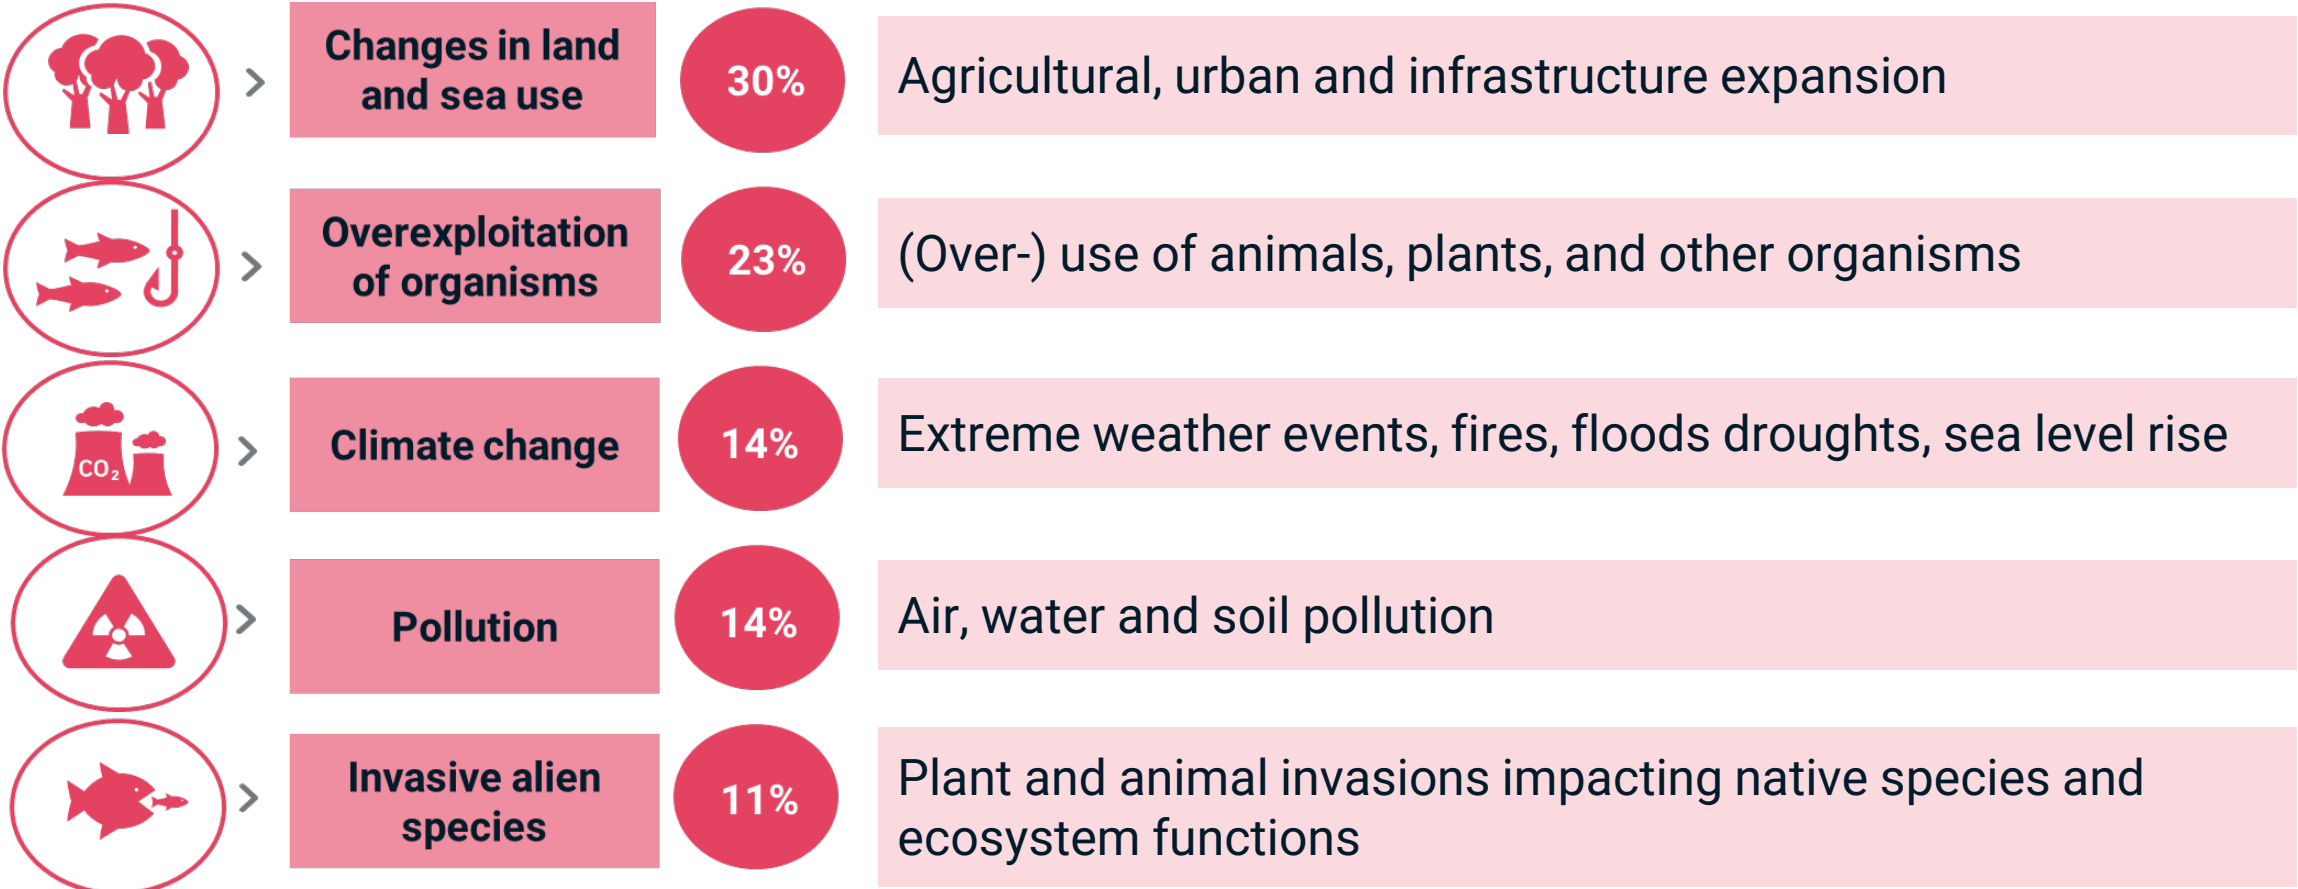 Changes in land
and sea use
30%
Agricultural, urban and infrastructure expansion
Overexploitation
of organisms
23%
(Over-) use of animals, plants, and other organisms
CO₂
Climate change
14%
Extreme weather events, fires, floods droughts, sea level rise
Pollution
14%
Air, water and soil pollution
Invasive alien
species
11%
Plant and animal invasions impacting native species and
ecosystem functions